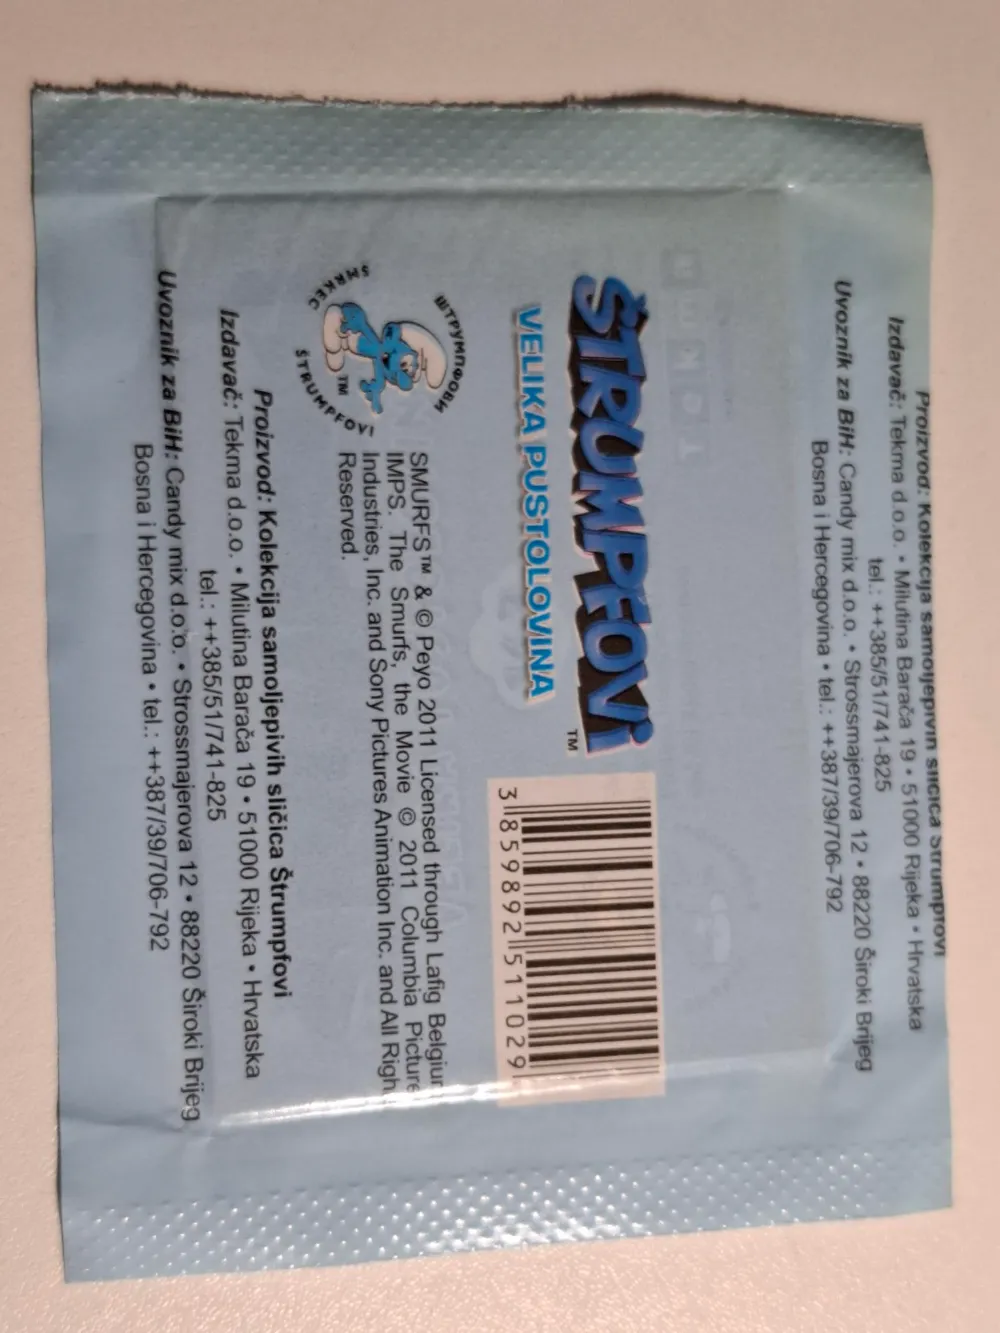 Proizvod: Kolekcija samoljepivih sličica Štrumpfovi
Izdavač: Tekma d.o.o. • Milutina Barača 19 • 51000 Rijeka • Hrvatska
tel.: ++385/51/741-825
Uvoznik za BiH: Candy mix d.o.o. • Strossmajerova 12 • 88220 Široki Brijeg
Bosna i Hercegovina • tel.: ++387/39/706-792
ŠTRUMPFOVi™
VELIKA PUSTOLOVINA
3 859892 511029
ШТРУМПФОВИ
SMRKEC
ŠTRUMPFOVI
TM
SMURFS™ & © Peyo 2011 Licensed through Lafig Belgiu
IMPS. The Smurfs, the Movie © 2011 Columbia Picture
Industries, Inc. and Sony Pictures Animation Inc. and All Righ
Reserved.
Proizvod: Kolekcija samoljepivih sličica Štrumpfovi
Izdavač: Tekma d.o.o. • Milutina Barača 19 • 51000 Rijeka • Hrvatska
tel.: ++385/51/741-825
Uvoznik za BiH: Candy mix d.o.o. • Strossmajerova 12 • 88220 Široki Brijeg
Bosna i Hercegovina • tel.: ++387/39/706-792